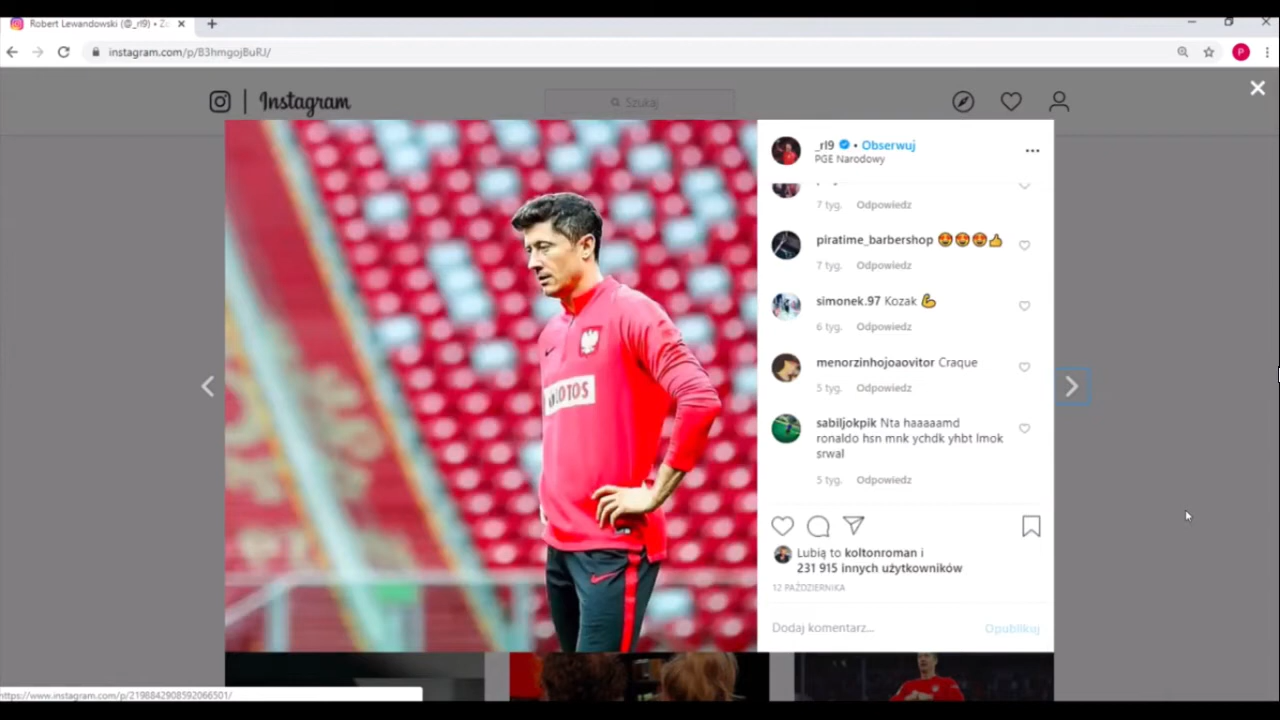 Robert Lewandowski (@_rl9) •
instagram.com/p/B3hmgojBuRJ/
P
Instagram
Szukaj
_rl9 • Obserwuj
PGE Narodowy
7 tyg. Odpowiedz
piratime_barbershop 😍😍😍👍
7 tyg. Odpowiedz
simonek.97 Kozak 💪
6 tyg. Odpowiedz
menorzinhojoaovitor Craque
5 tyg. Odpowiedz
sabiljokpik Nta haaaaamd
ronaldo hsn mnk ychdk yhbt lmok
srwal
5 tyg. Odpowiedz
Lubią to koltonroman i
231 915 innych użytkowników
12 PAŹDZIERNIKA
Dodaj komentarz... Opublikuj
https://www.instagram.com/p/2198842908592066501/